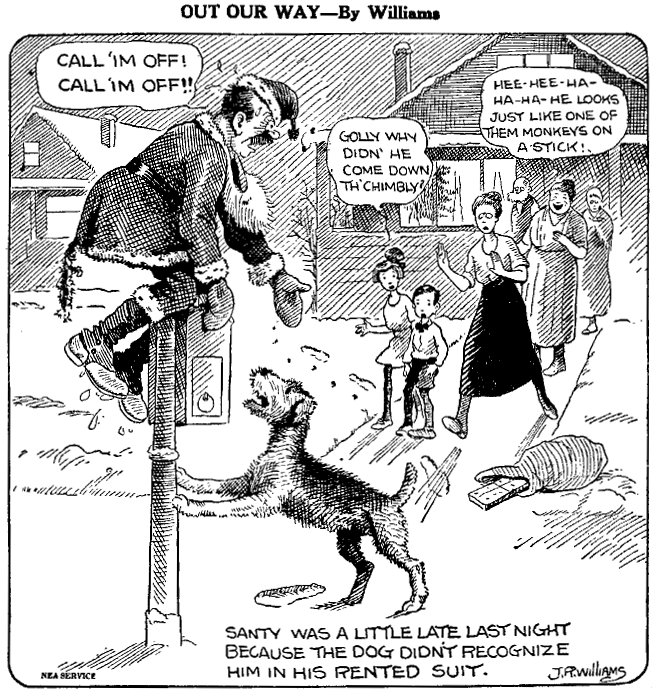 OUT OUR WAY—By Williams
CALL 'IM OFF!
CALL 'IM OFF!!
GOLLY WHY
DIDN' HE
COME DOWN
TH' CHIMBLY?
HEE-HEE-HA-
HA-HA-HE LOOKS
JUST LIKE ONE OF
THEM MONKEYS ON
A STICK!.
SANTY WAS A LITTLE LATE LAST NIGHT
BECAUSE THE DOG DIDN'T RECOGNIZE
HIM IN HIS RENTED SUIT.
NEA SERVICE
J.R.WILLIAMS